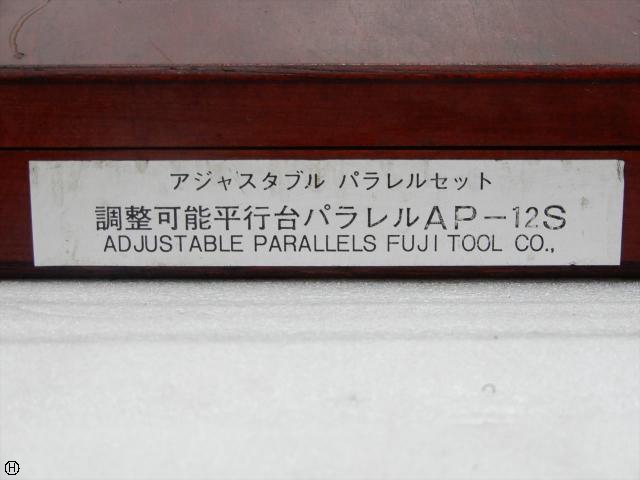 アジャスタブル パラレルセット
調整可能平行台パラレルAP-12S
ADJUSTABLE PARALLELS FUJI TOOL CO.,
H